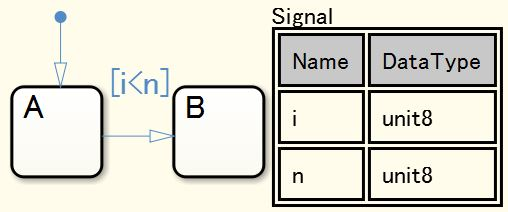 A
[i<n]
B
Signal
Name DataType
i unit8
n unit8